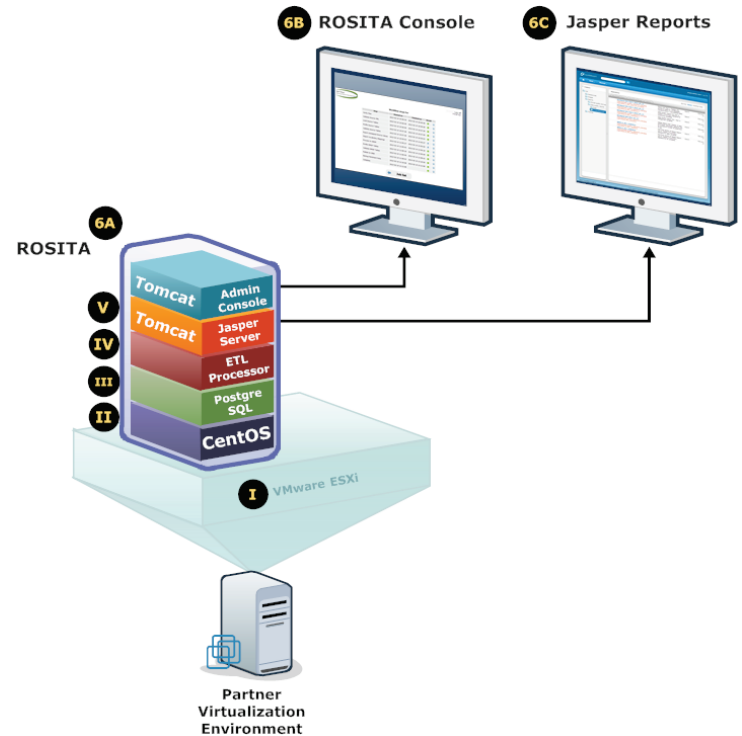 6B ROSITA Console
6C Jasper Reports
6A
ROSITA
Tomcat
Admin
Console
V
Tomcat
Jasper
Server
IV
ETL
Processor
III
Postgre
SQL
II
CentOS
I
VMware ESXi
Partner
Virtualization
Environment